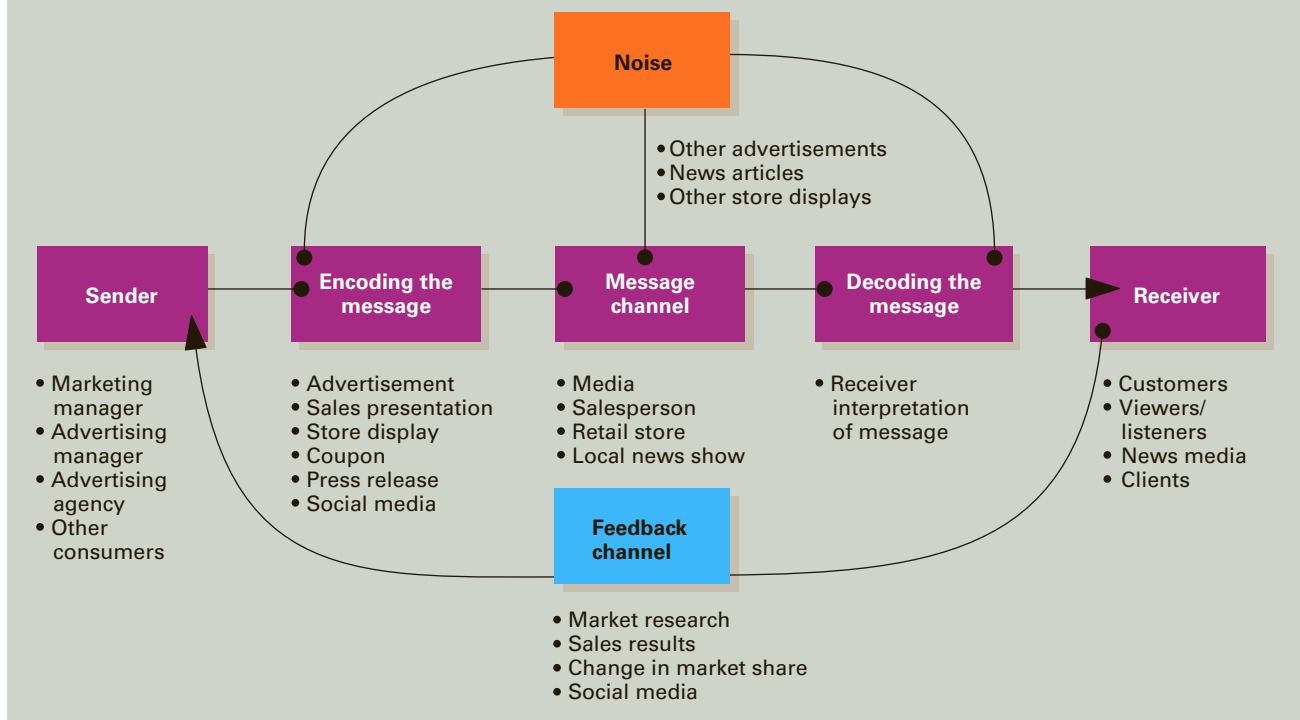 Noise
• Other advertisements
• News articles
• Other store displays
Sender
Encoding the
message
Message
channel
Decoding the
message
Receiver
• Marketing
manager
• Advertising
manager
• Advertising
agency
• Other
consumers
• Advertisement
• Sales presentation
• Store display
• Coupon
• Press release
• Social media
• Media
• Salesperson
• Retail store
• Local news show
• Receiver
interpretation
of message
• Customers
• Viewers/
listeners
• News media
• Clients
Feedback
channel
• Market research
• Sales results
• Change in market share
• Social media